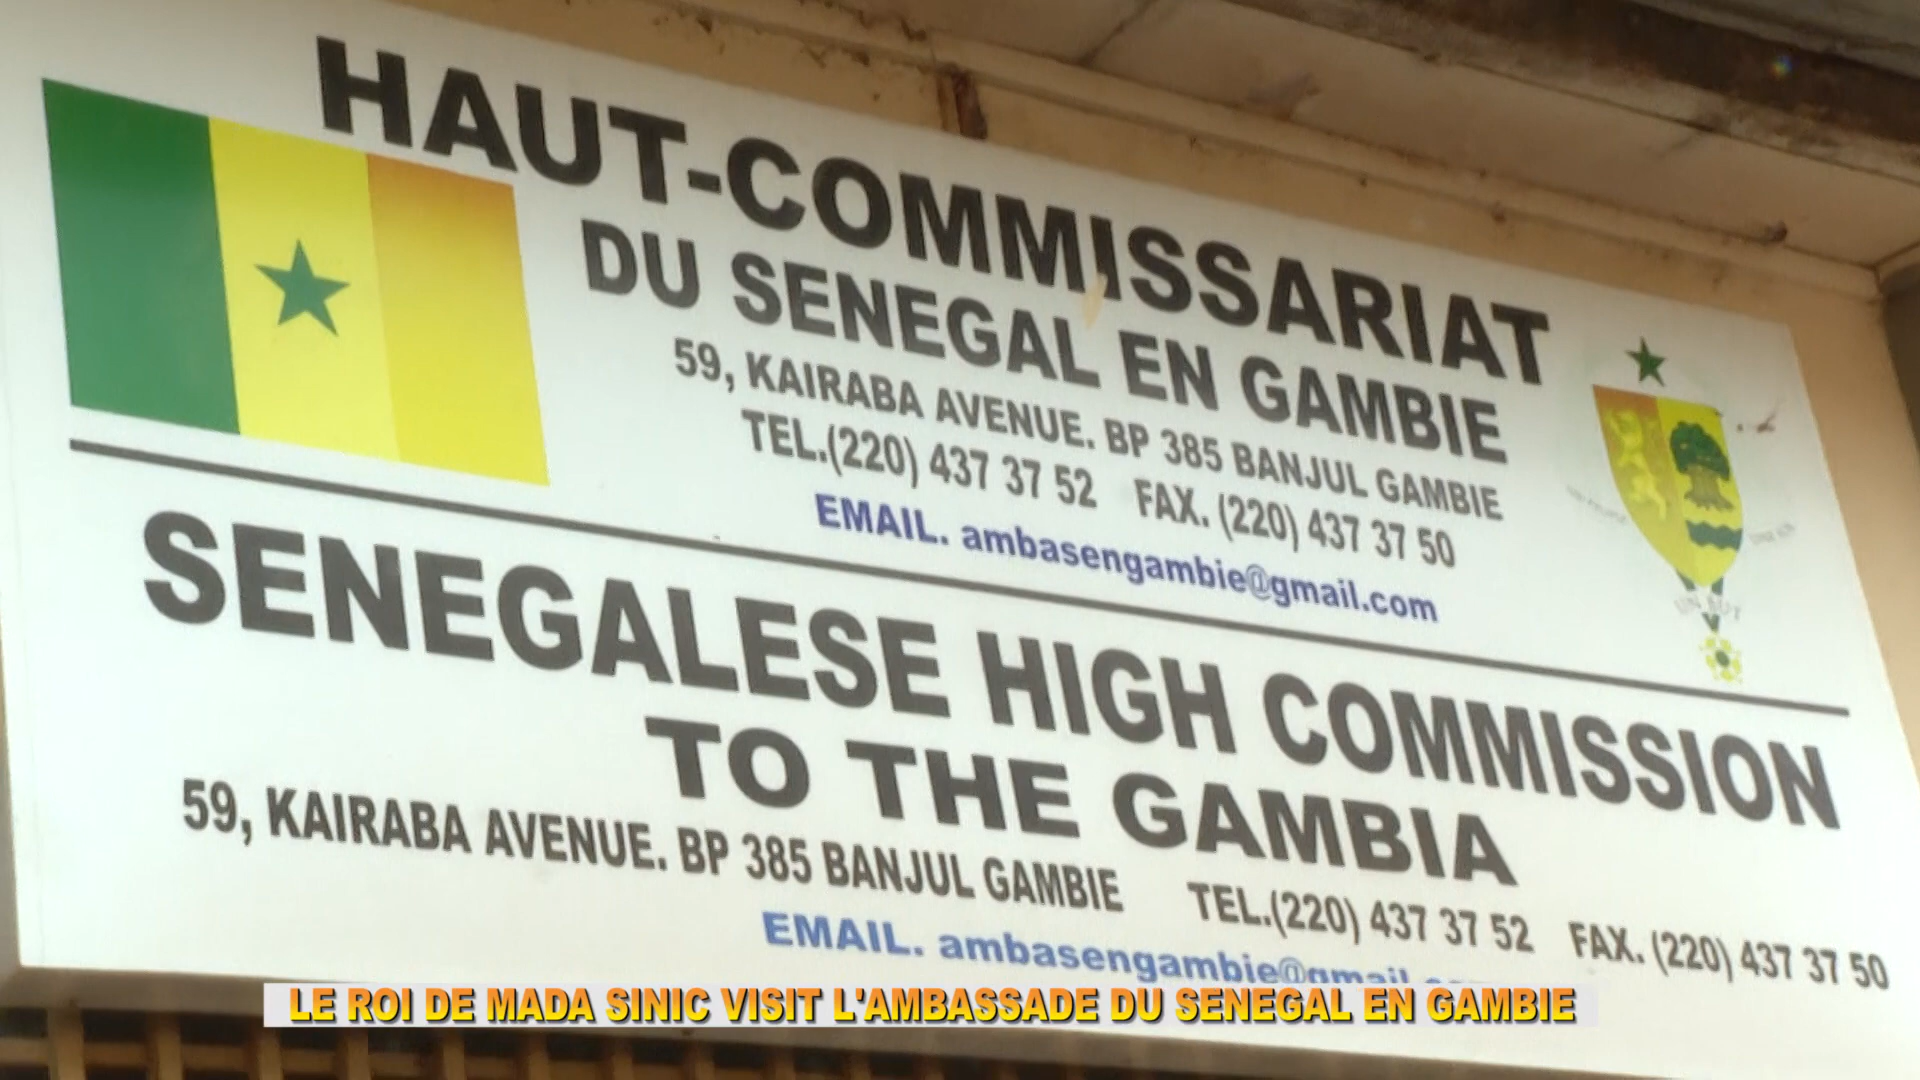 HAUT-COMMISSARIAT
DU SENEGAL EN GAMBIE
59, KAIRABA AVENUE. BP 385 BANJUL GAMBIE
TEL.(220) 437 37 52 FAX. (220) 437 37 50
EMAIL. ambasengambie@gmail.com
SENEGALESE HIGH COMMISSION
TO THE GAMBIA
59, KAIRABA AVENUE. BP 385 BANJUL GAMBIE TEL.(220) 437 37 52 FAX. (220) 437 37 50
EMAIL. ambasengambie@gmail
LE ROI DE MADA SINIC VISIT L'AMBASSADE DU SENEGAL EN GAMBIE